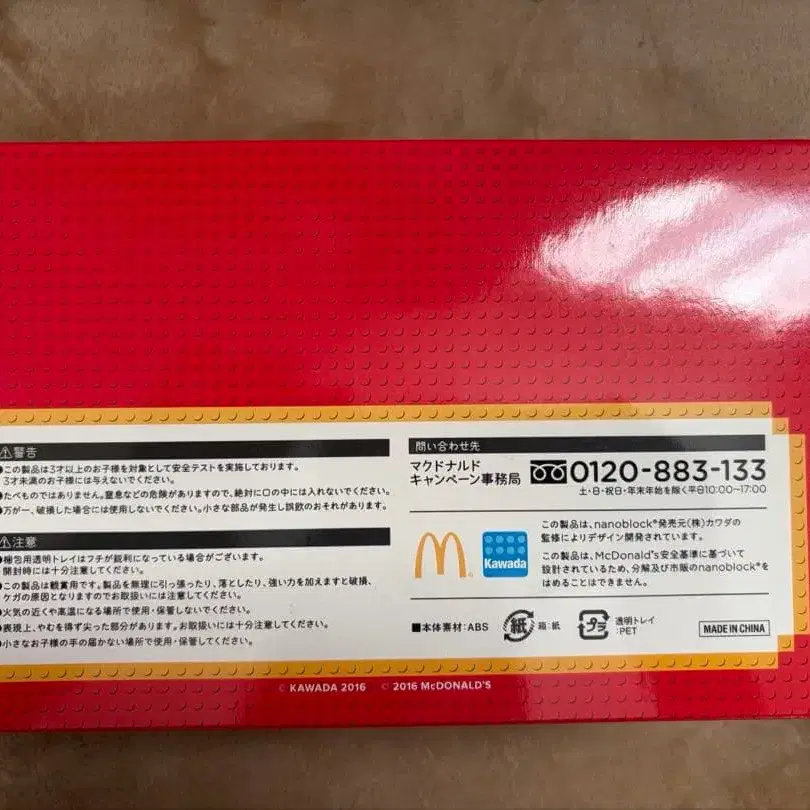 ⚠警告
●この製品は3才以上のお子様を対象として安全テストを実施しております。
3才未満のお子様には与えないでください。
●たべものではありません。窒息などの危険がありますので、絶対に口の中には入れないでください。
●万が一、破損した場合には使用しないでください。小さな部品が発生し誤飲のおそれがあります。
⚠注意
●梱包用透明トレイはフチが鋭利になっている場合がございます。
開封時には十分注意してください。
●この製品は観賞用です。製品を無理に引っ張ったり、落としたり、強い力を加えますと破損、
ケガの原因となりますのでお取扱いには注意してください。
●火気の近くや高温になる場所で使用・保管しないでください。
●表現上、やむを得ず尖った部分があります。お取扱いには十分注意してください。
●小さなお子様の手の届かない場所で使用・保管してください。
問い合わせ先
マクドナルド
キャンペーン事務局
0120-883-133
土・日・祝日・年末年始を除く平日10:00~17:00
Kawada
この製品は、nanoblock®発売元(株)カワダの
監修によりデザイン開発されています。
この製品は、McDonald's安全基準に基づいて
設計されているため、分解及び市販のnanoblock®を
はめることはできません。
■本体素材:ABS
紙
箱:紙
プラ
透明トレイ
:PET
MADE IN CHINA
© KAWADA 2016 © 2016 McDONALD'S